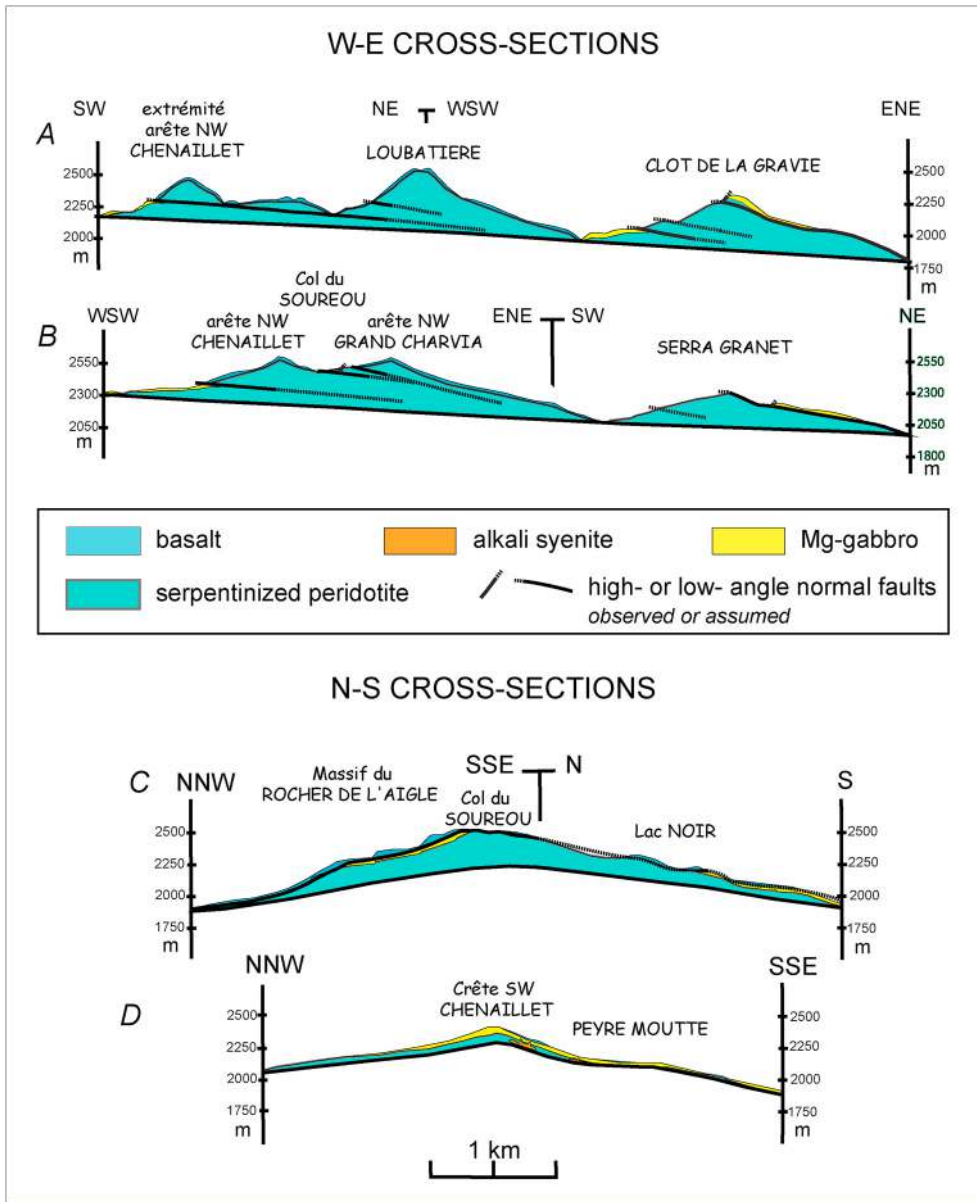 W-E CROSS-SECTIONS
SW
extrémité
arête NW
CHENAILLET
NE
WSW
LOUBATIERE
ENE
CLOT DE LA GRAVIE
A
2500
2250
2000
m
2500
2250
2000
1750
m
Col du
SOUREOU
WSW
arête NW
CHENAILLET
arête NW
GRAND CHARVIA
ENE
SW
NE
SERRA GRANET
B
2550
2300
2050
m
2550
2300
2050
1800
m
basalt
alkali syenite
Mg-gabbro
serpentinized peridotite
high- or low- angle normal faults
observed or assumed
N-S CROSS-SECTIONS
C
NNW
Massif du
ROCHER DE L'AIGLE
SSE
N
Col du
SOUREOU
S
Lac NOIR
2500
2250
2000
1750
m
2500
2250
2000
1750
m
D
NNW
Crête SW
CHENAILLET
SSE
PEYRE MOUTTE
2500
2250
2000
1750
m
2500
2250
2000
1750
m
1 km